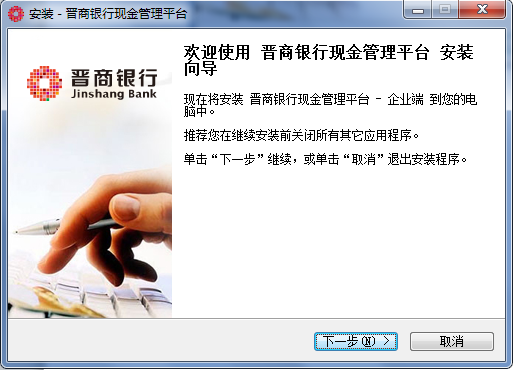 安装 - 晋商银行现金管理平台
晋商银行
Jinshang Bank
欢迎使用 晋商银行现金管理平台 安装
向导
现在将安装 晋商银行现金管理平台 - 企业端 到您的电
脑中。
推荐您在继续安装前关闭所有其它应用程序。
单击“下一步”继续，或单击“取消”退出安装程序。
下一步(N) >
取消